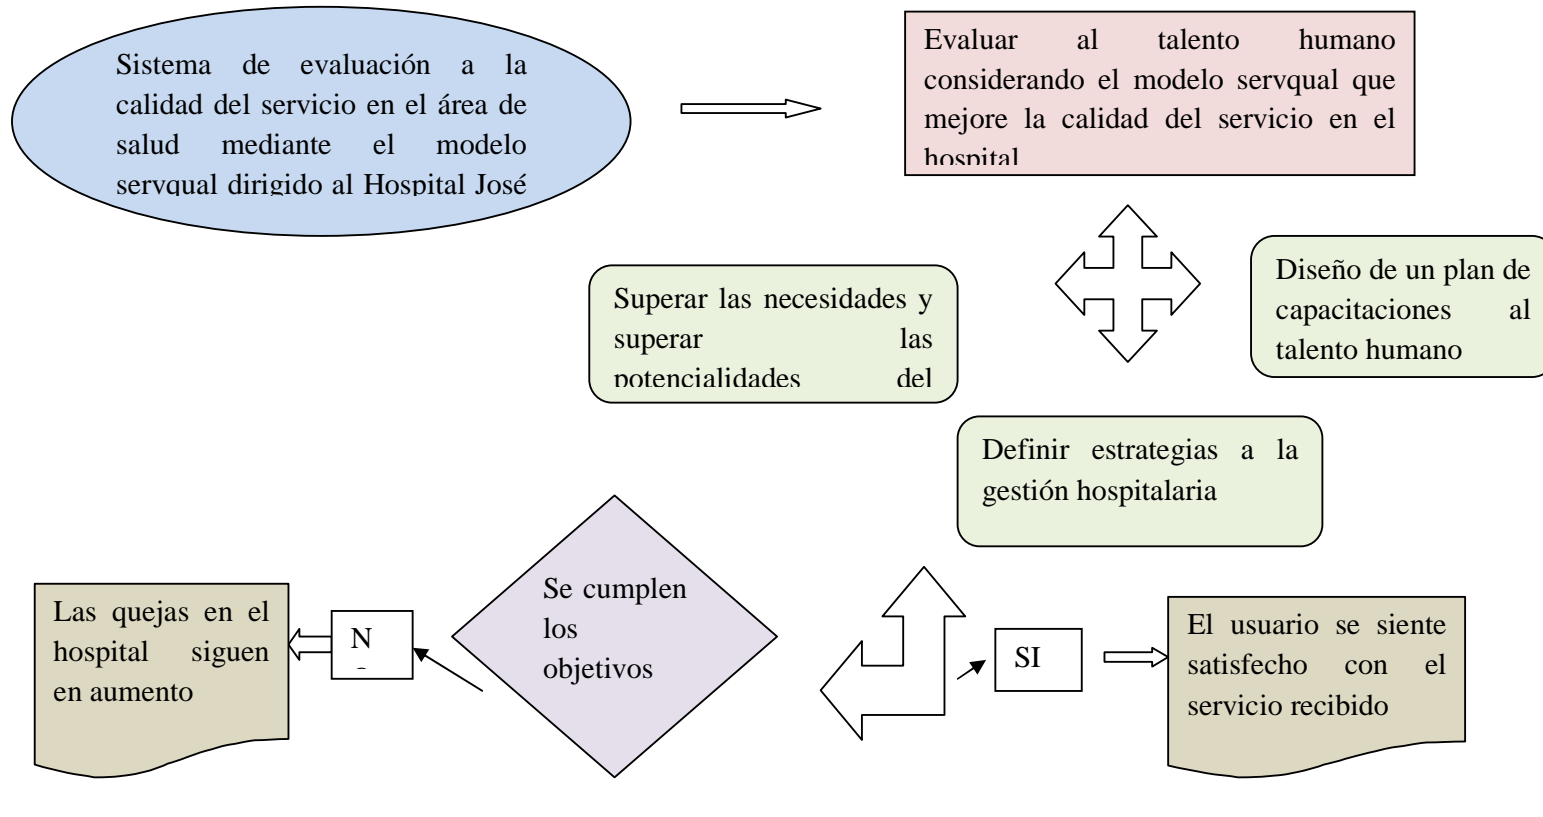 Sistema de evaluación a la
calidad del servicio en el área de
salud mediante el modelo
servqual dirigido al Hospital José
Evaluar al talento humano
considerando el modelo servqual que
mejore la calidad del servicio en el
hospital
Superar las necesidades y
superar las
potencialidades del
Diseño de un plan de
capacitaciones al
talento humano
Definir estrategias a la
gestión hospitalaria
Las quejas en el
hospital siguen
en aumento
N
Se cumplen
los
objetivos
SI
El usuario se siente
satisfecho con el
servicio recibido